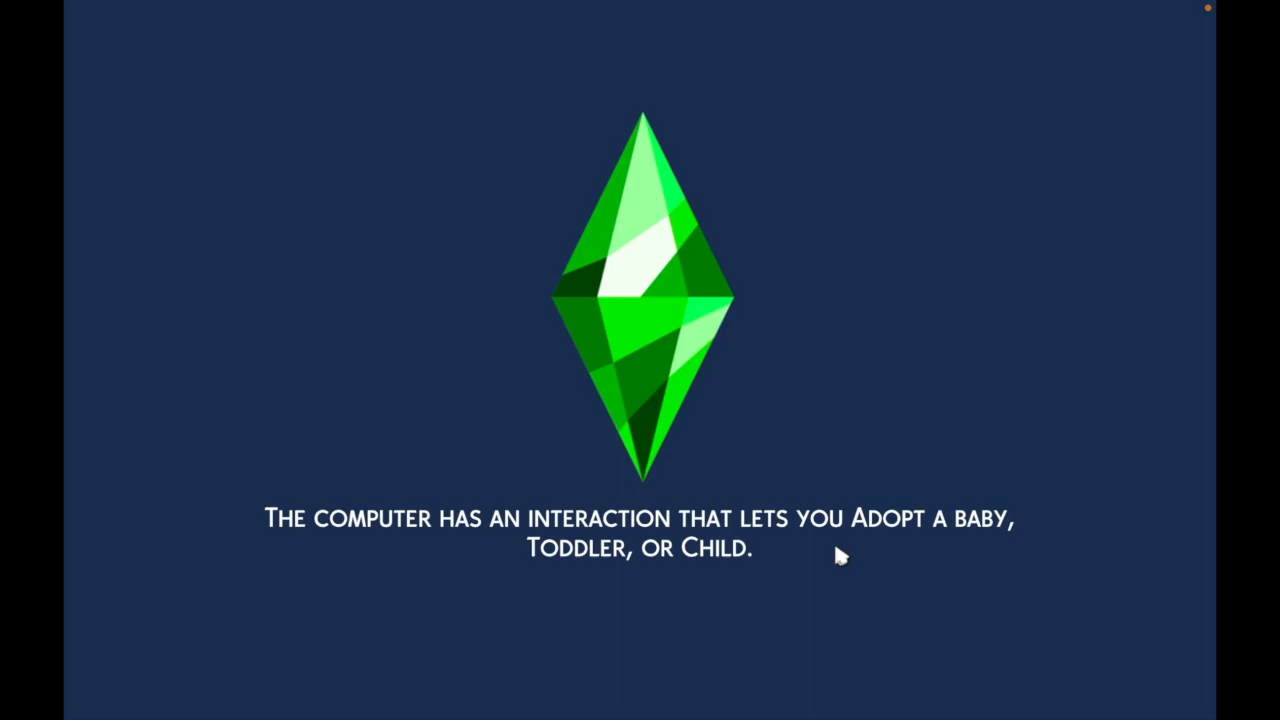 The computer has an interaction that lets you Adopt a baby,
Toddler, or Child.